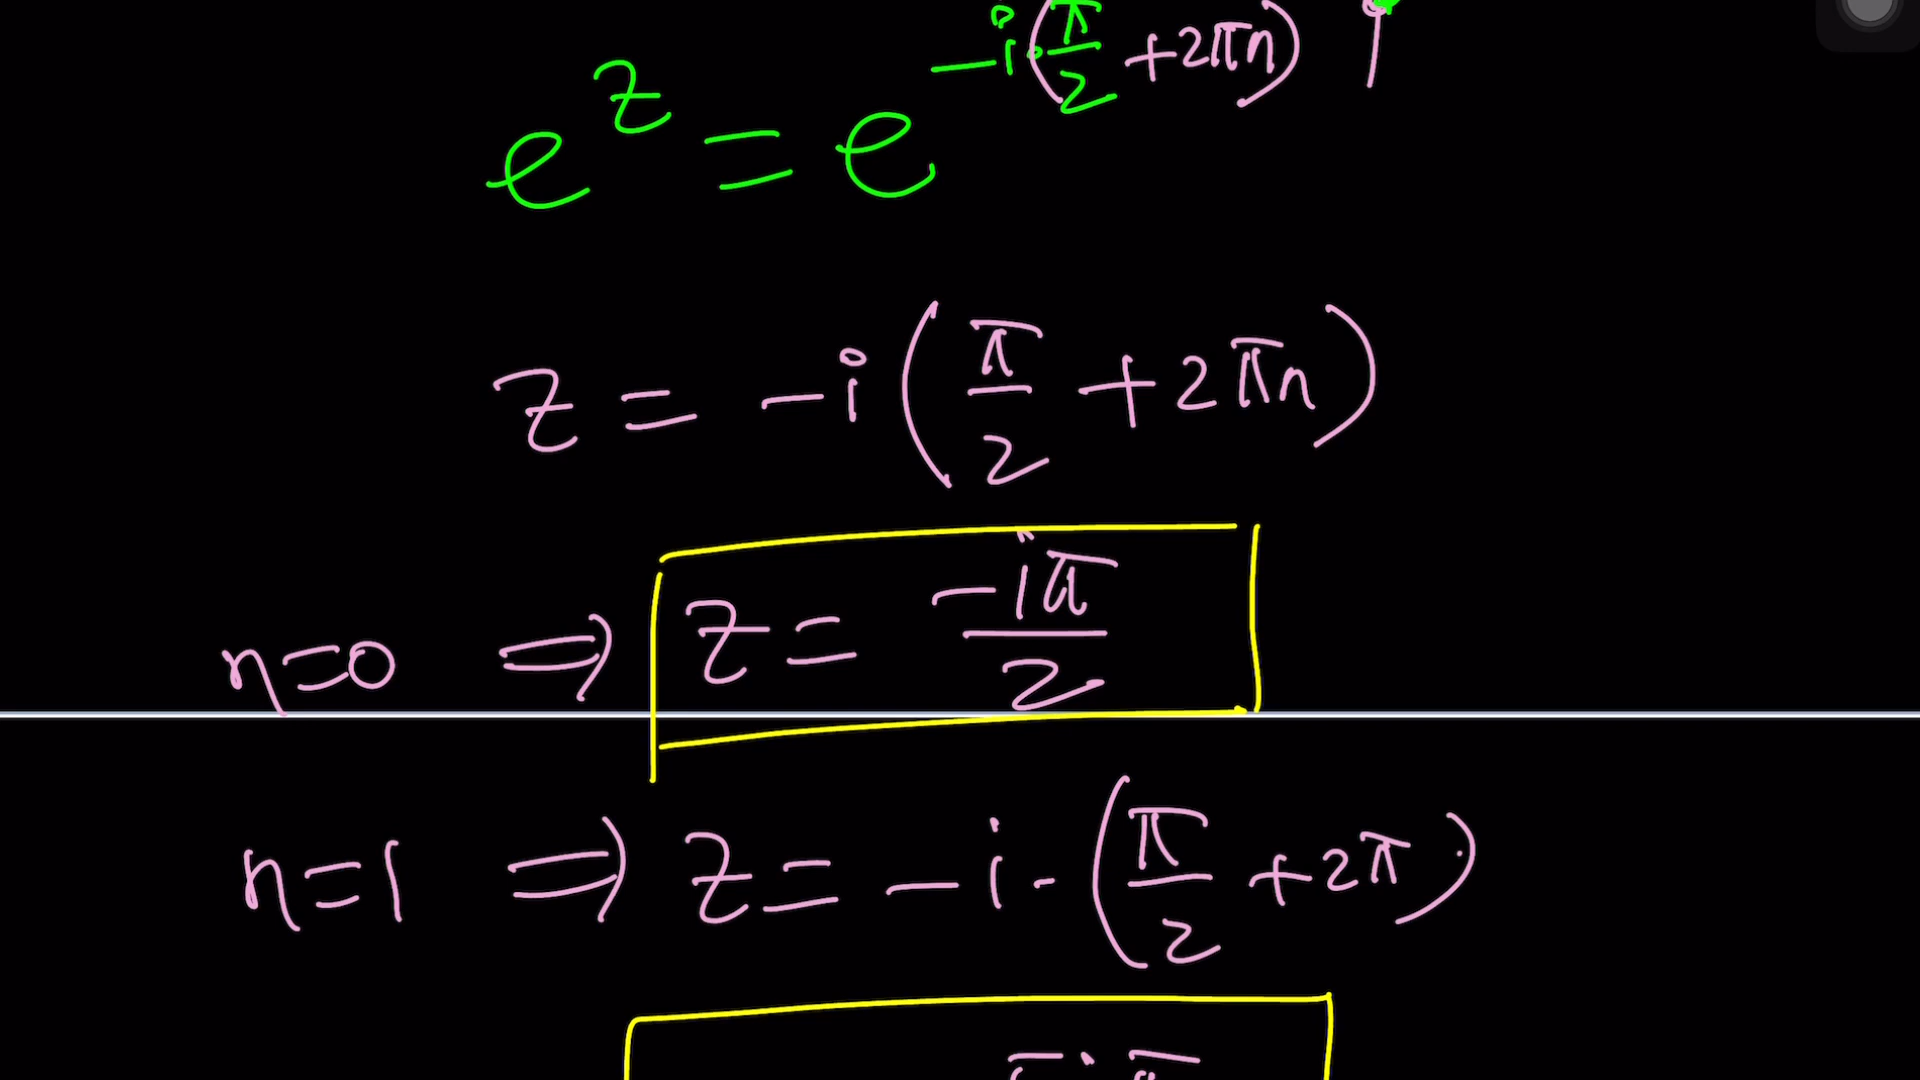 e^z = e^{-i(π/2 + 2πn)}
z = -i(π/2 + 2πn)
n=0 ⇒ z = -iπ/2
n=1 ⇒ z = -i·(π/2 + 2π)